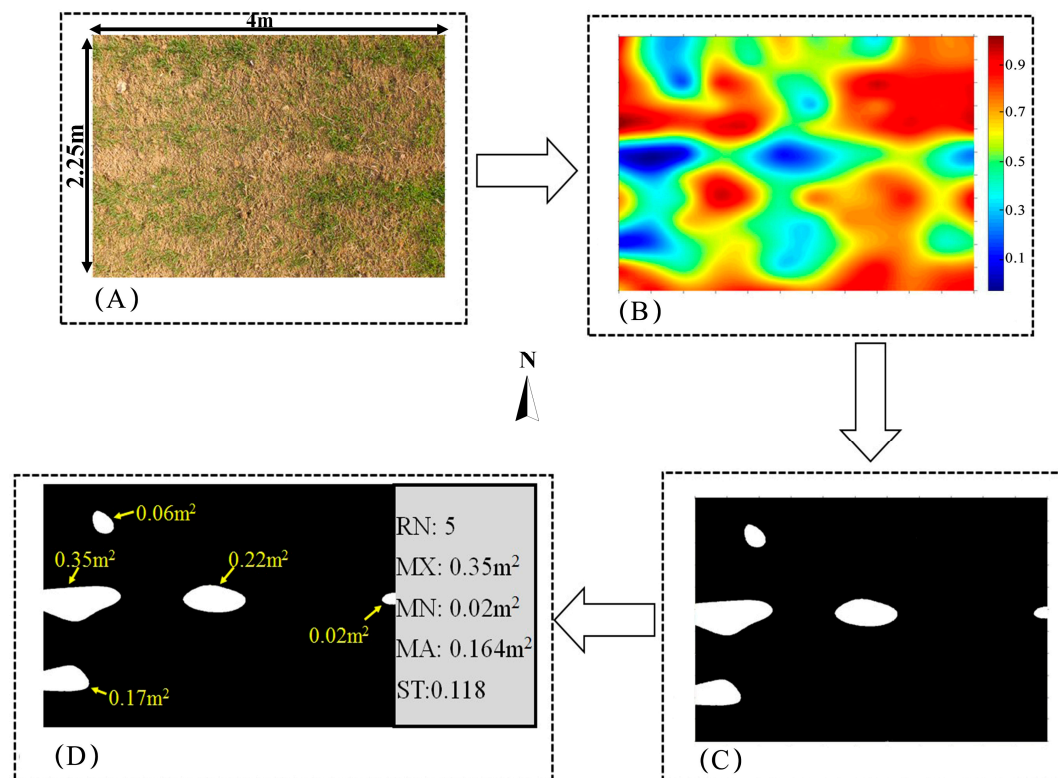 4m
2.25m
(A)
0.9
0.7
0.5
0.3
0.1
(B)
N
0.06m²
0.35m²
0.22m²
0.02m²
0.17m²
RN: 5
MX: 0.35m²
MN: 0.02m²
MA: 0.164m²
ST:0.118
(D)
(C)